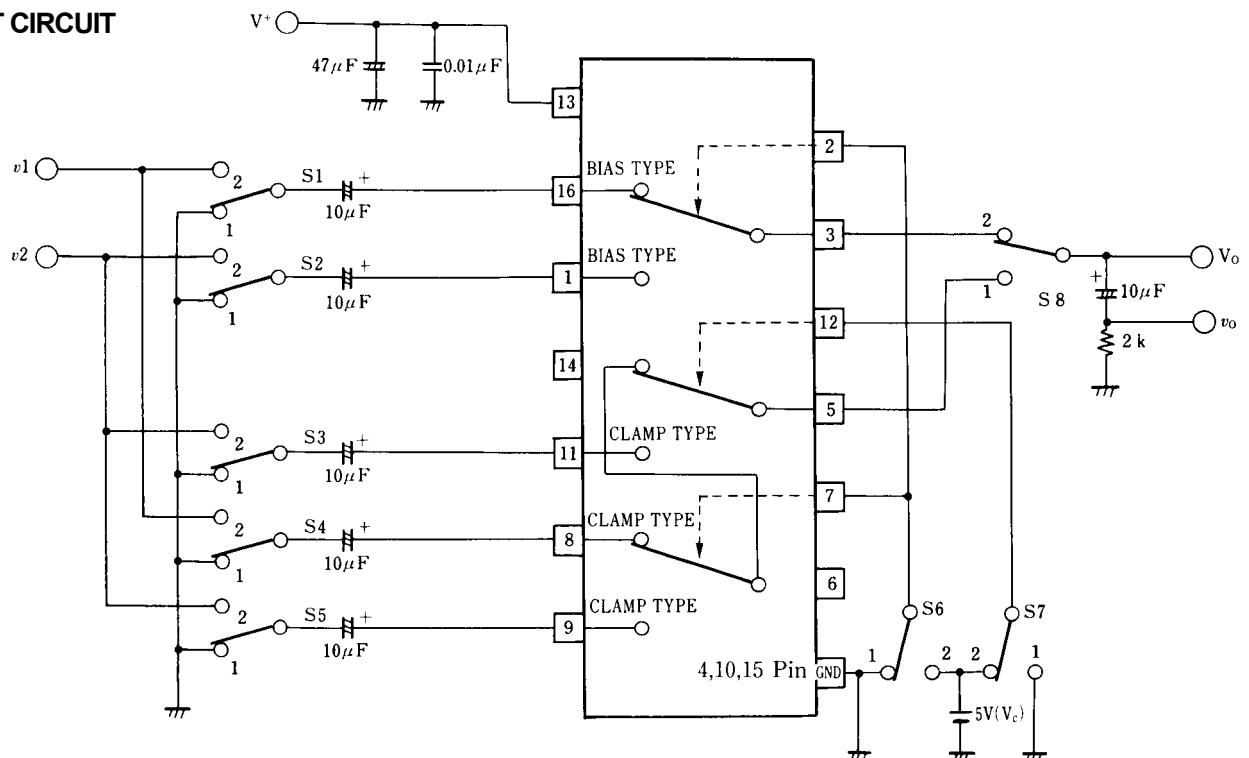 T CIRCUIT
V+
47μF
0.01μF
13
2
v1
2
S1
+
BIAS TYPE
16
10μF
1
3
2
v2
2
S2
+
BIAS TYPE
1
10μF
1
1
S 8
+
10μF
Vo
vo
2 k
12
14
5
2
S3
+
CLAMP TYPE
11
10μF
1
7
2
S4
+
CLAMP TYPE
8
10μF
1
6
2
S5
+
CLAMP TYPE
9
10μF
1
S6
S7
4,10,15 Pin GND
1
2
2
1
5V(Vc)